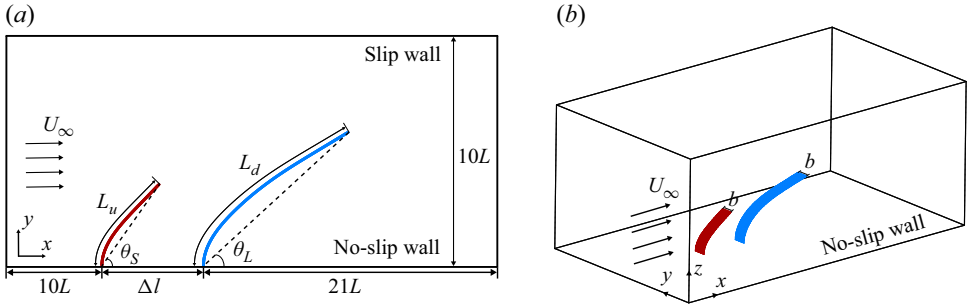 (a)
Slip wall
U∞
10L
L_d
L_u
y
x
θ_S
θ_L
No-slip wall
10L
Δl
21L
(b)
U∞
b
b
No-slip wall
y
z
x